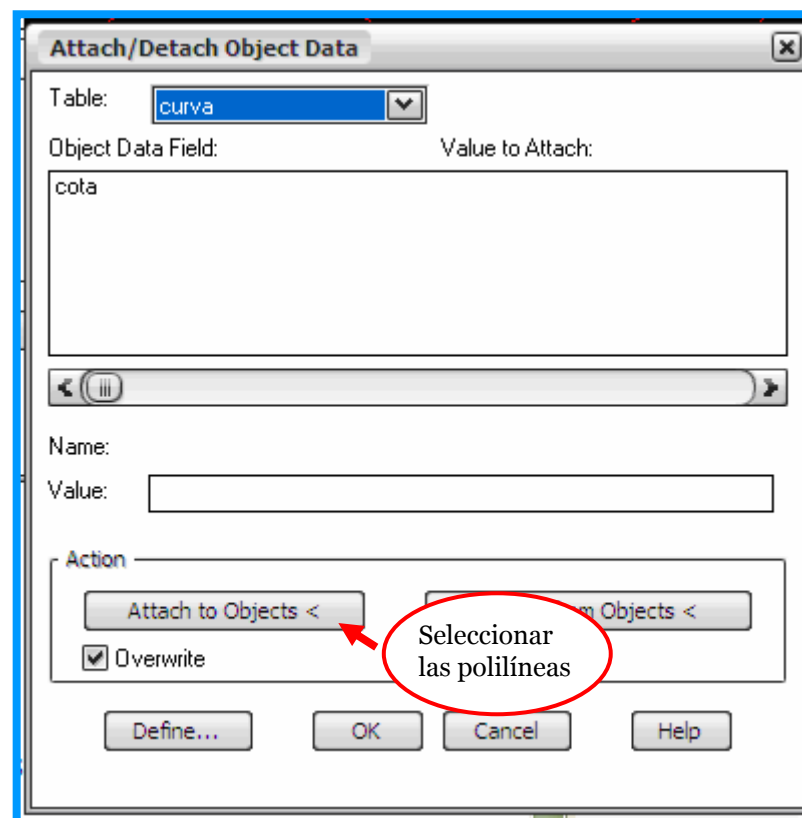 Attach/Detach Object Data
Table: curva
Object Data Field: Value to Attach:
cota
Name:
Value:
Action
Attach to Objects < Objects <
Overwrite
Seleccionar
las polilíneas
Define... OK Cancel Help